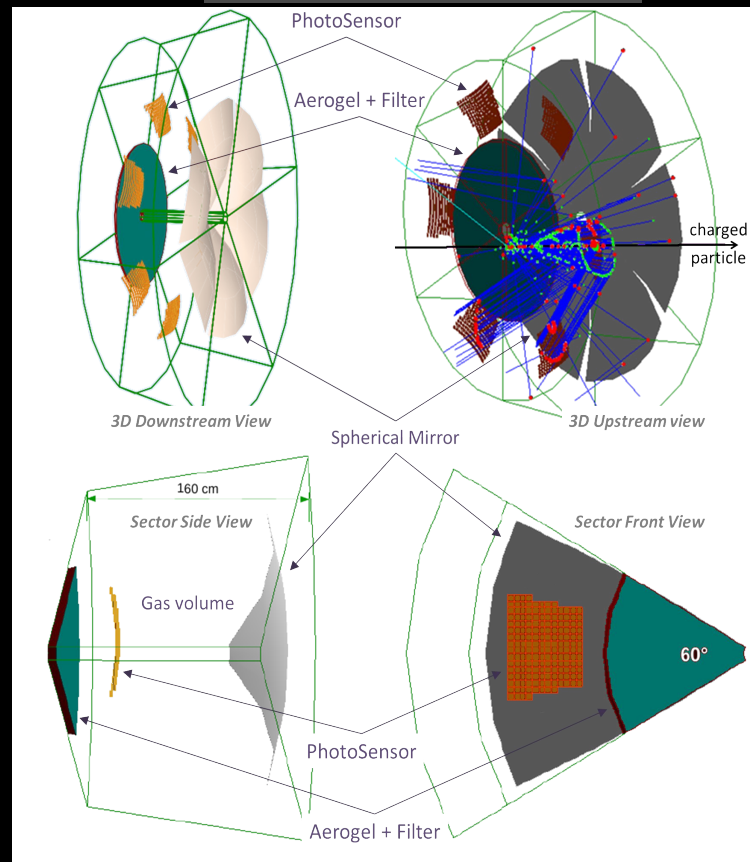 PhotoSensor
Aerogel + Filter
charged
particle
3D Downstream View
3D Upstream view
Spherical Mirror
160 cm
Sector Side View
Sector Front View
Gas volume
60°
PhotoSensor
Aerogel + Filter